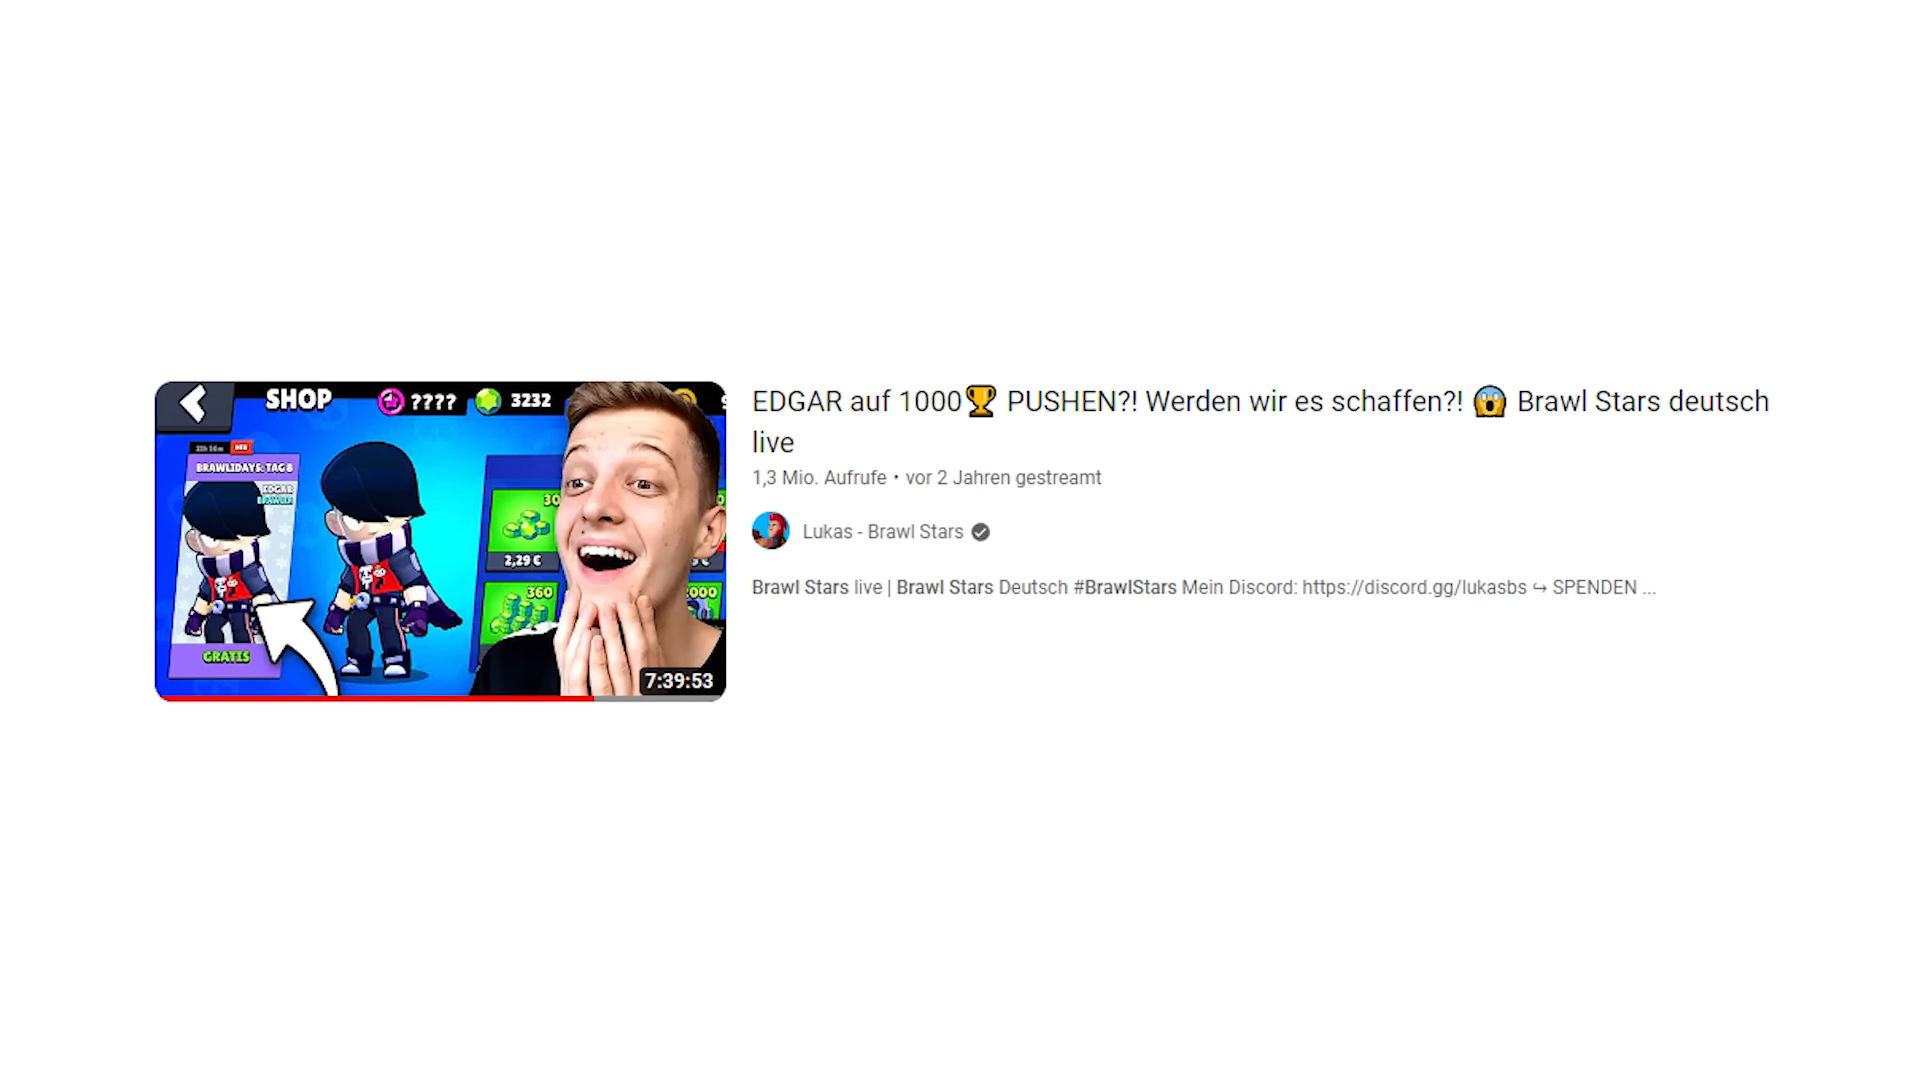 SHOP ???? 3232
NEU
BRAWLIDAYS: TAG 8
EDGAR
BRAWLER
GRATIS
2,29 €
360
7:39:53
EDGAR auf 1000🏆 PUSHEN?! Werden wir es schaffen?! 😱 Brawl Stars deutsch
live
1,3 Mio. Aufrufe • vor 2 Jahren gestreamt
Lukas - Brawl Stars
Brawl Stars live | Brawl Stars Deutsch #BrawlStars Mein Discord: https://discord.gg/lukasbs ↪ SPENDEN ...